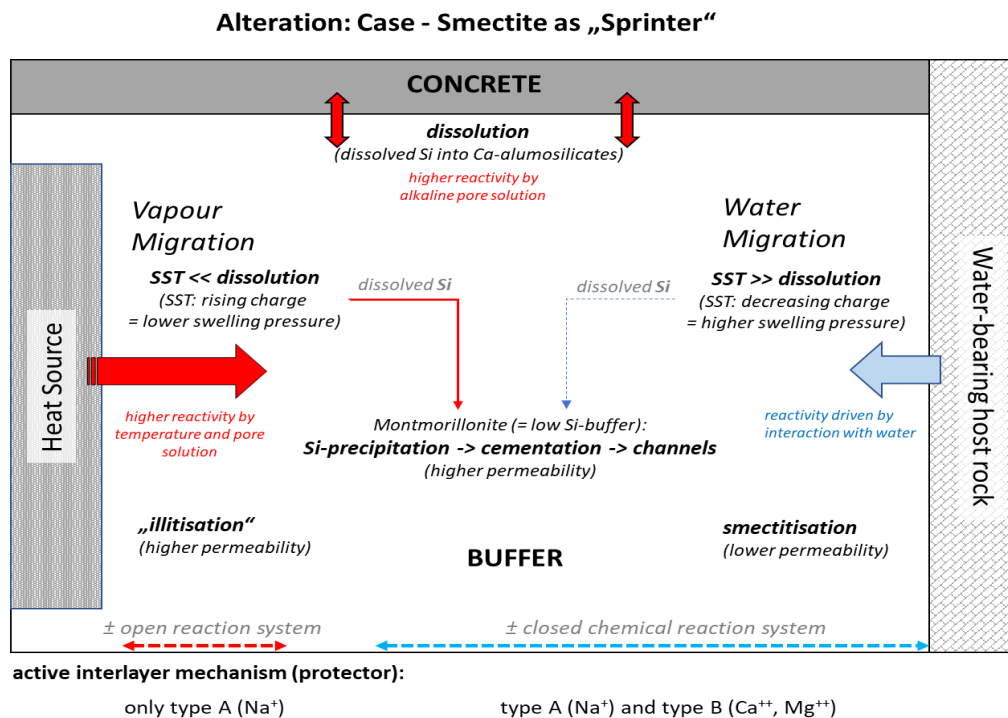 Alteration: Case - Smectite as „Sprinter“
CONCRETE
dissolution
(dissolved Si into Ca-alumosilicates)
higher reactivity by
alkaline pore solution
Vapour
Migration
SST << dissolution
(SST: rising charge
= lower swelling pressure)
dissolved Si
dissolved Si
Water
Migration
SST >> dissolution
(SST: decreasing charge
= higher swelling pressure)
Heat Source
Water-bearing host rock
higher reactivity by
temperature and pore
solution
reactivity driven by
interaction with water
Montmorillonite (= low Si-buffer):
Si-precipitation -> cementation -> channels
(higher permeability)
„illitisation“
(higher permeability)
BUFFER
smectitisation
(lower permeability)
± open reaction system
± closed chemical reaction system
active interlayer mechanism (protector):
only type A (Na⁺)
type A (Na⁺) and type B (Ca⁺⁺, Mg⁺⁺)